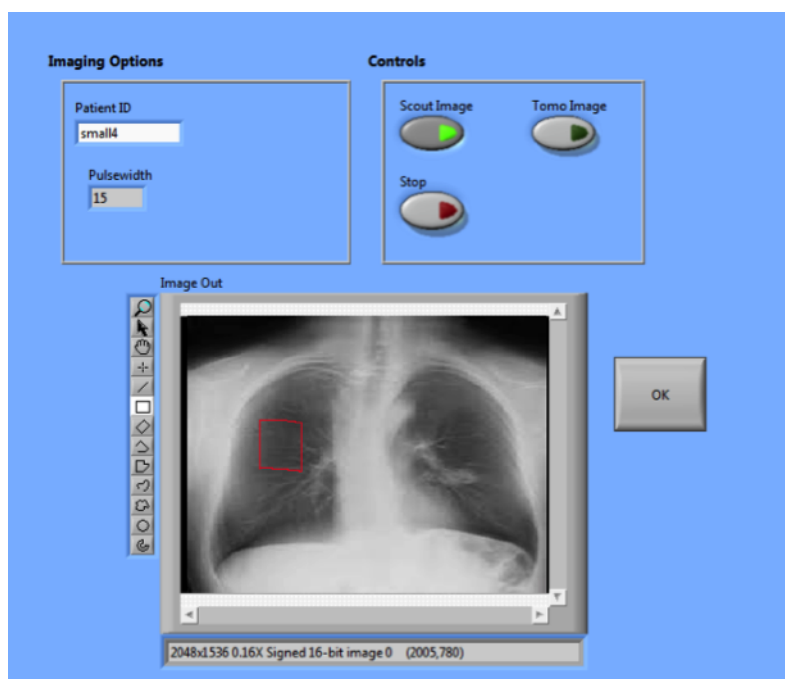 Imaging Options
Controls
Patient ID
small4
Pulsewidth
15
Scout Image
Tomo Image
Stop
Image Out
OK
2048x1536 0.16X Signed 16-bit image 0 (2005,780)